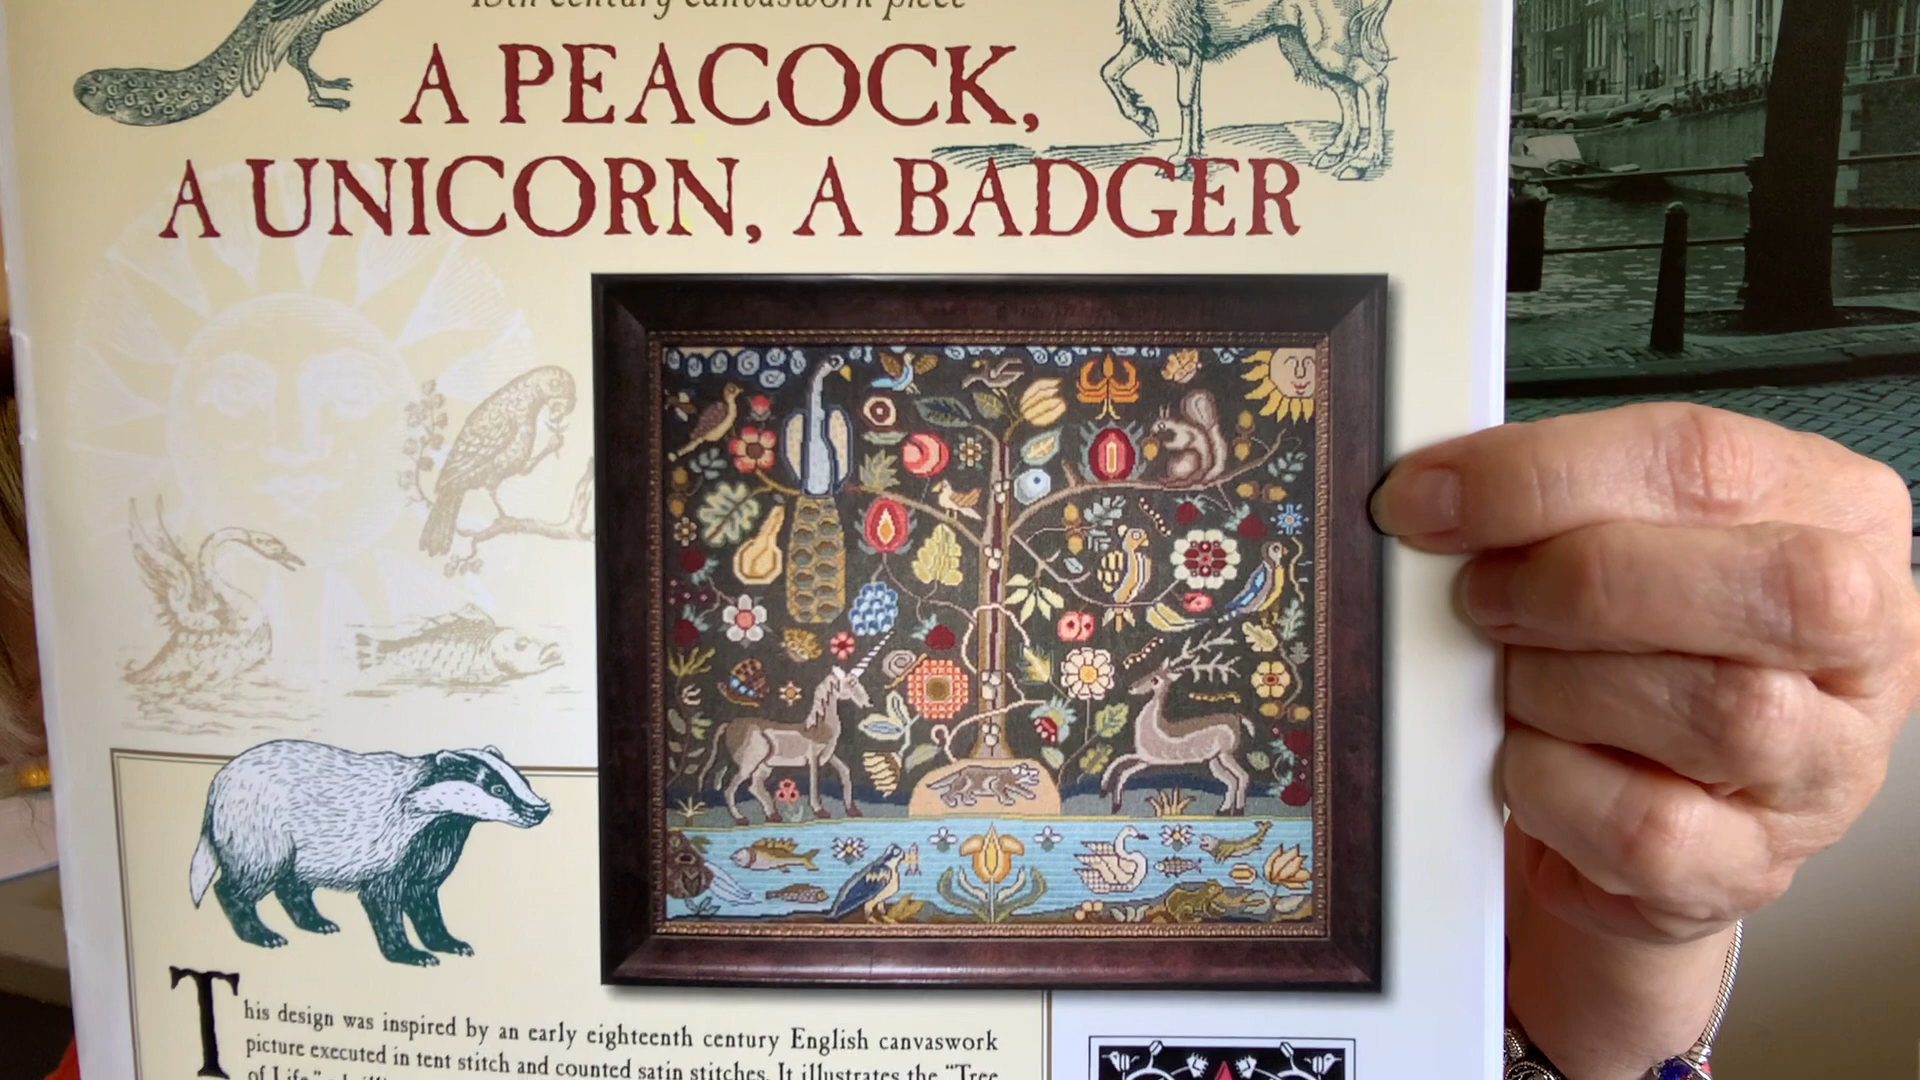 18th century canvaswork piece
A PEACOCK,
A UNICORN, A BADGER
This design was inspired by an early eighteenth century English canvaswork
picture executed in tent stitch and counted satin stitches. It illustrates the "Tree
of Life,"